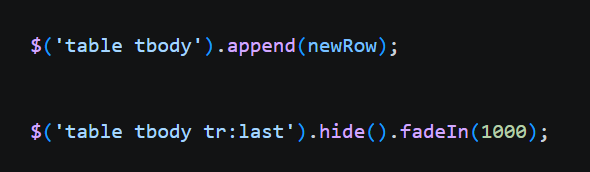 $('table tbody').append(newRow);
$('table tbody tr:last').hide().fadeIn(1000);